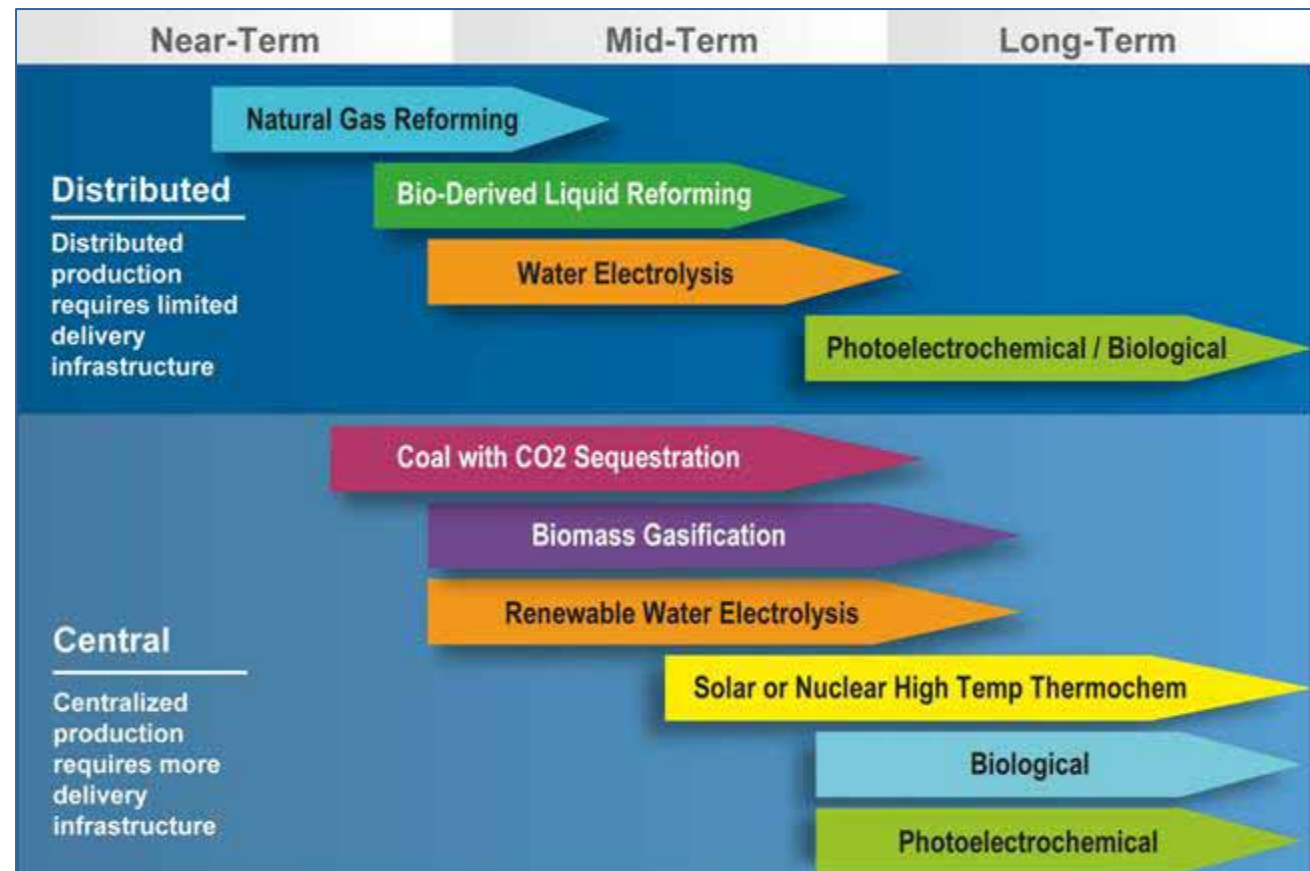 Near-Term Mid-Term Long-Term
Natural Gas Reforming
Distributed
Bio-Derived Liquid Reforming
Distributed
production
requires limited
delivery
infrastructure
Water Electrolysis
Photoelectrochemical / Biological
Coal with CO2 Sequestration
Biomass Gasification
Renewable Water Electrolysis
Central
Centralized
production
requires more
delivery
infrastructure
Solar or Nuclear High Temp Thermochem
Biological
Photoelectrochemical